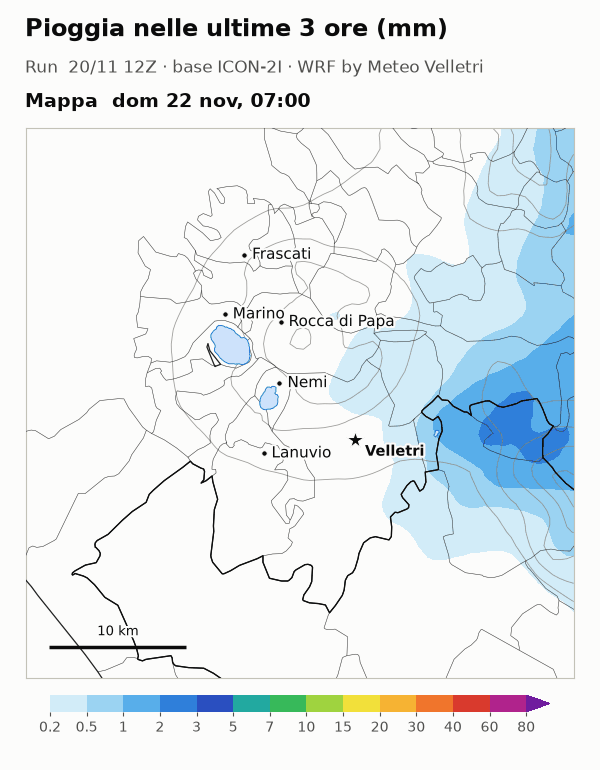 Pioggia nelle ultime 3 ore (mm)
Run  20/11 12Z · base ICON-2I · WRF by Meteo Velletri
Mappa  dom 22 nov, 07:00
Frascati
Marino
Rocca di Papa
Nemi
Velletri
Lanuvio
10 km
0.2 0.5 1 2 3 5 7 10 15 20 30 40 60 80